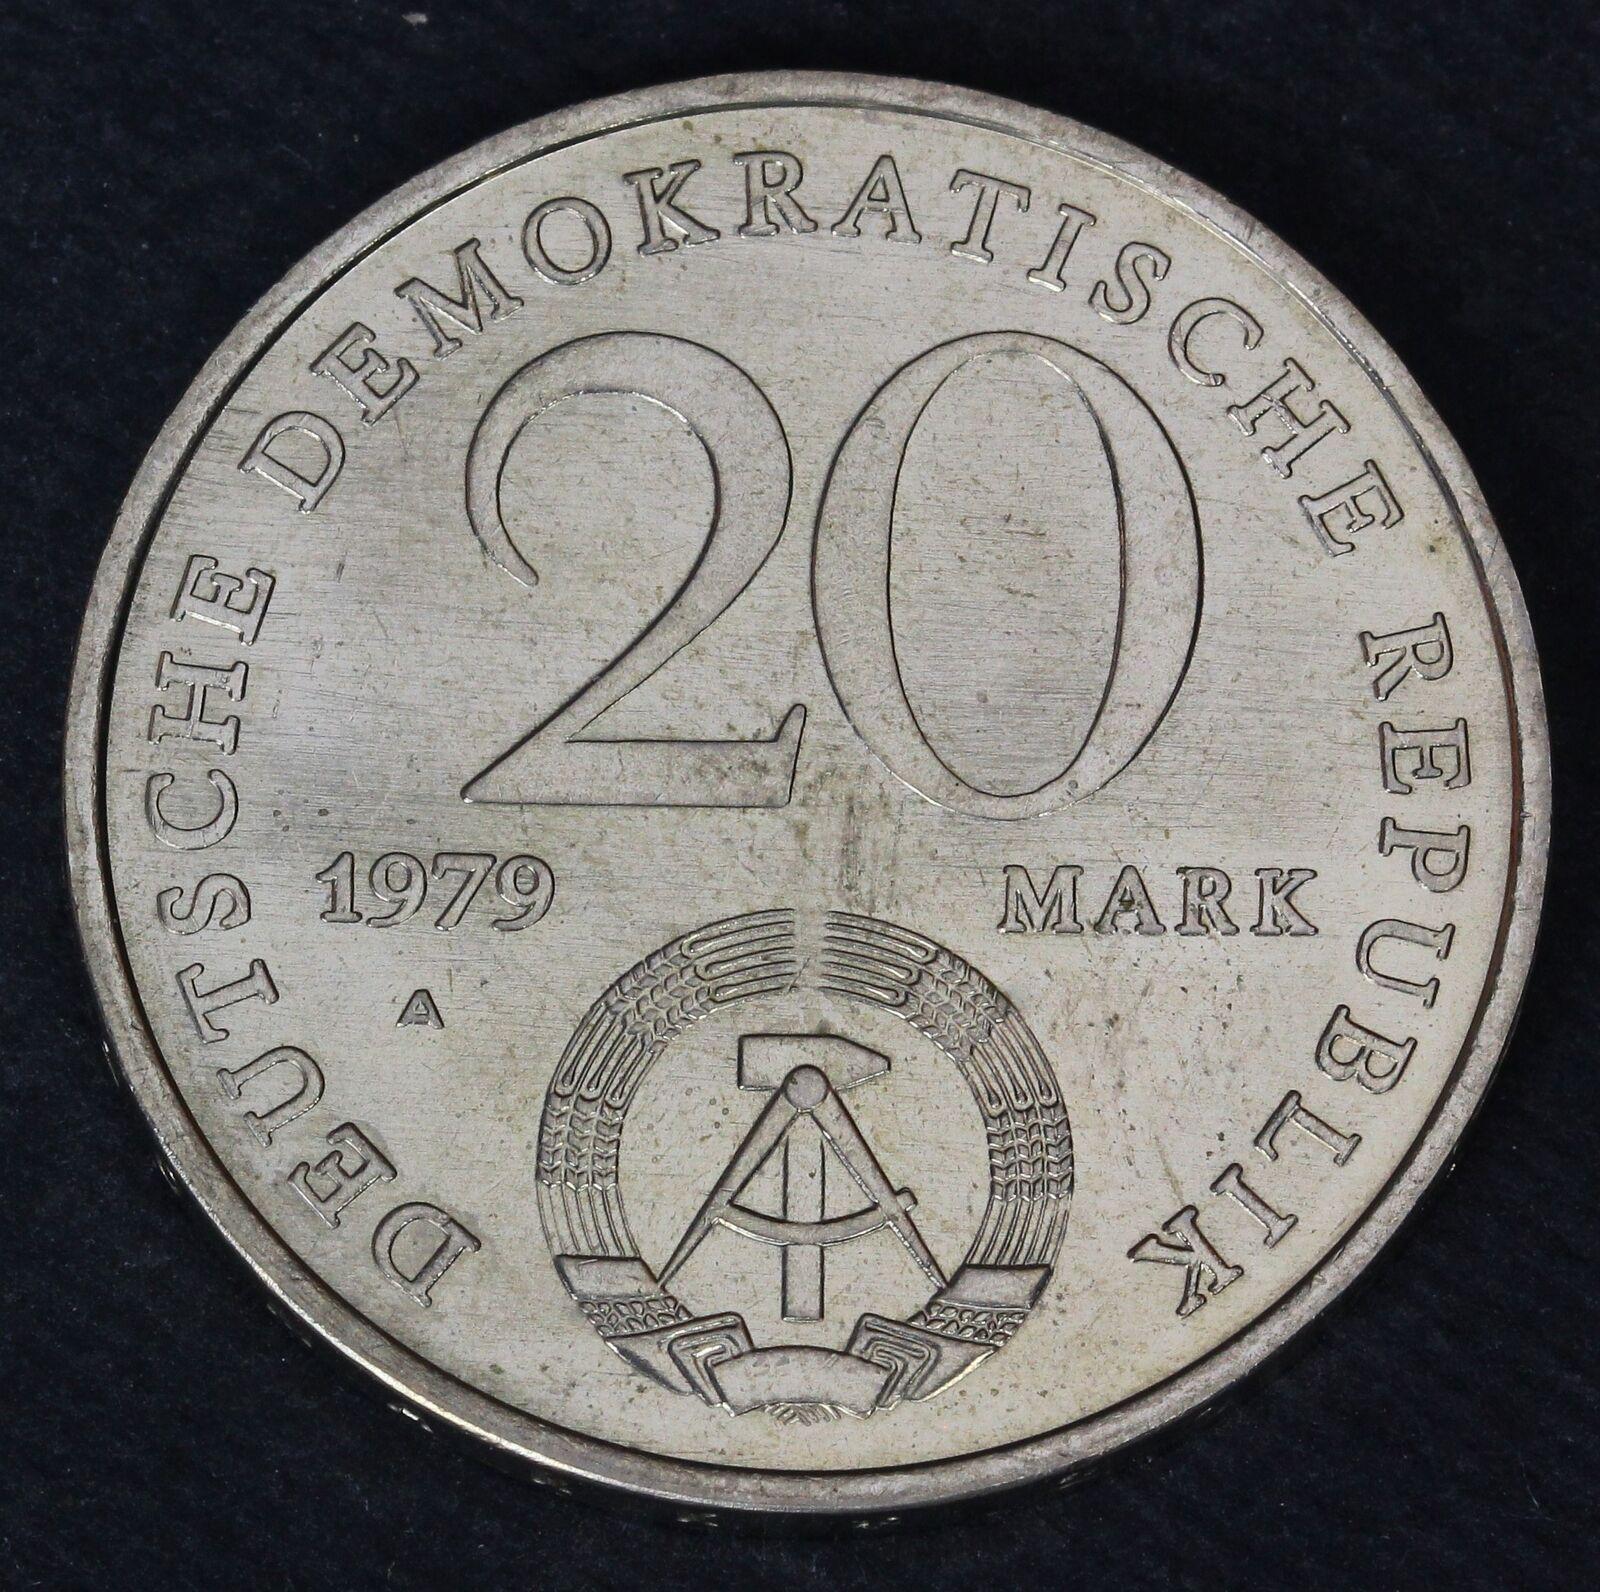 DEUTSCHE DEMOKRATISCHE REPUBLIK
20
1979 MARK
A